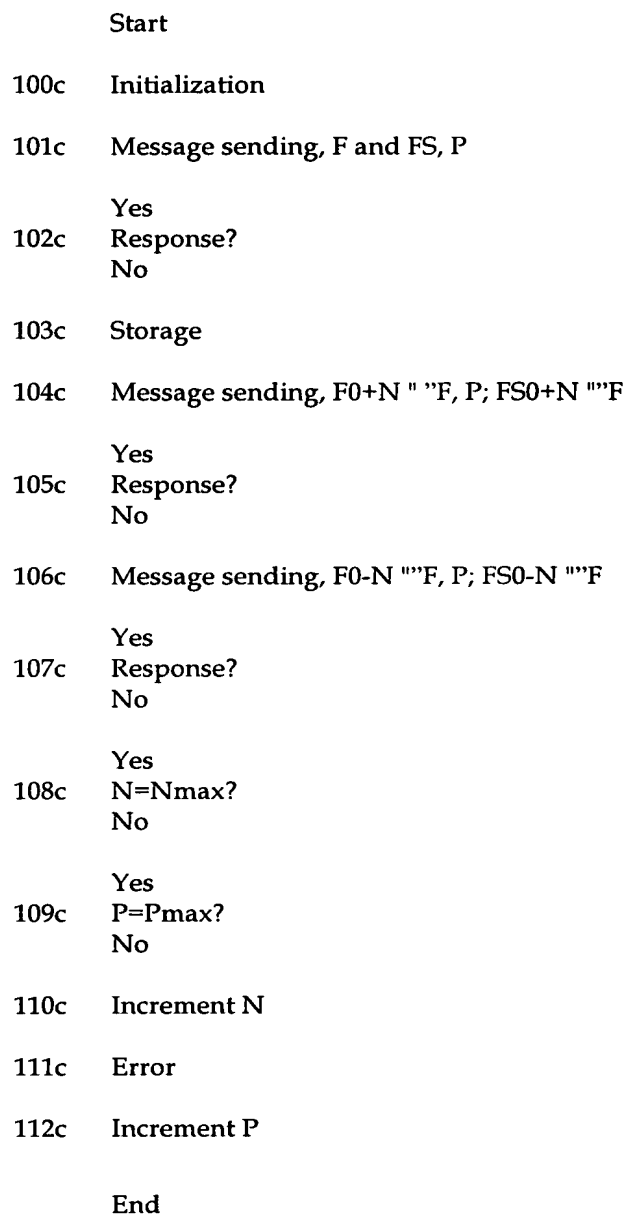 Start
100c Initialization
101c Message sending, F and FS, P
Yes
102c Response?
No
103c Storage
104c Message sending, F0+N " ”F, P; FS0+N "”F
Yes
105c Response?
No
106c Message sending, F0-N "”F, P; FS0-N "”F
Yes
107c Response?
No
Yes
108c N=Nmax?
No
Yes
109c P=Pmax?
No
110c Increment N
111c Error
112c Increment P
End